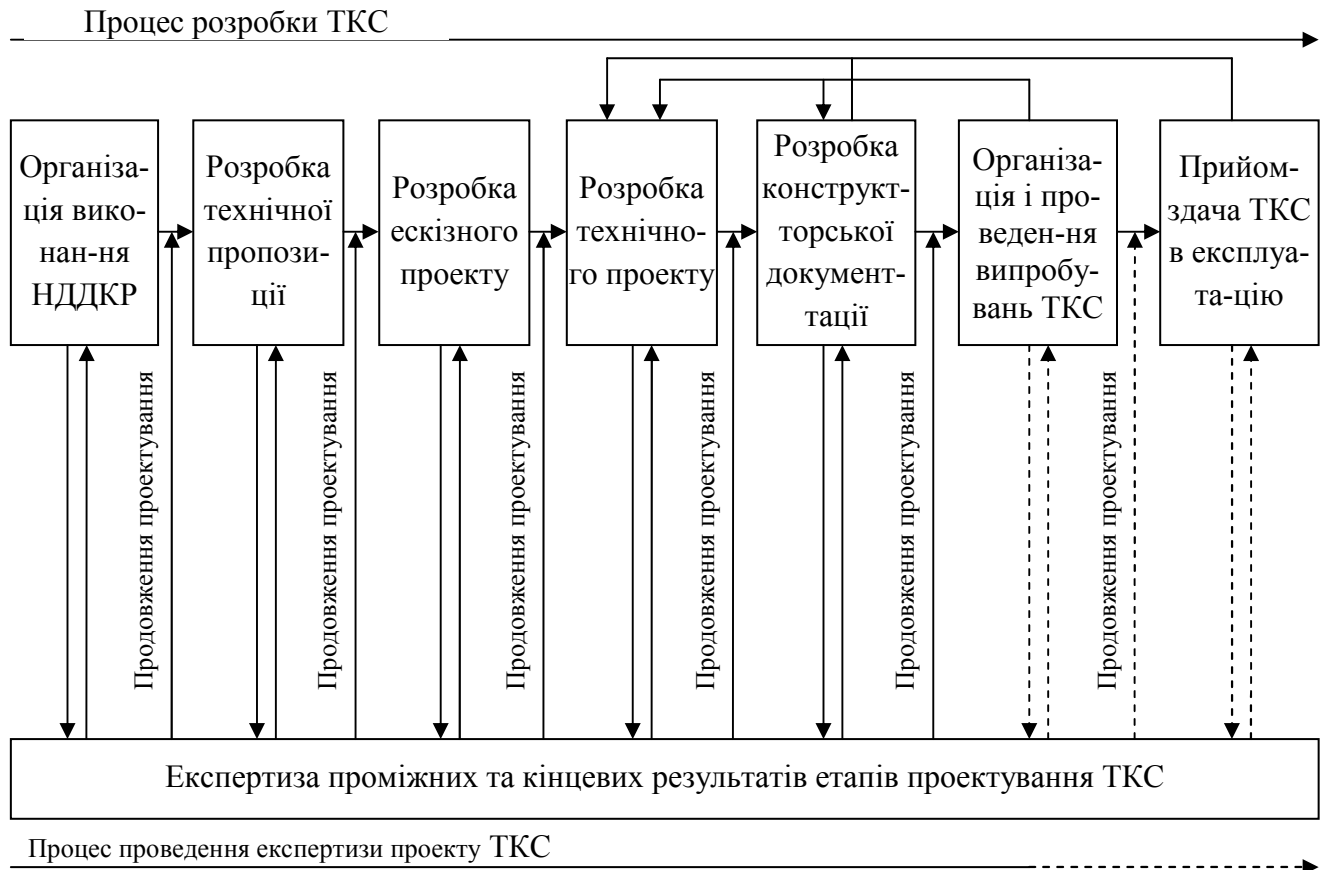 Процес розробки ТКС
Організа-
ція вико-
нан-ня
НДДКР
Розробка
технічної
пропози-
ції
Розробка
ескізного
проекту
Розробка
технічно-
го проекту
Розробка
конструкт-
торської
документ-
тації
Організа-
ція і про-
веден-ня
випробу-
вань ТКС
Прийом-
здача ТКС
в експлуа-
та-цію
Продовження проектування
Продовження проектування
Продовження проектування
Продовження проектування
Продовження проектування
Продовження проектування
Експертиза проміжних та кінцевих результатів етапів проектування ТКС
Процес проведення експертизи проекту ТКС